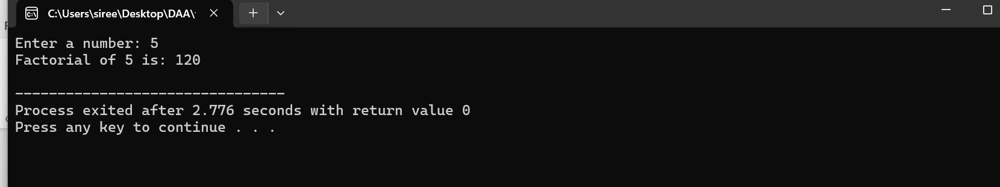 C:\Users\siree\Desktop\DAA\
Enter a number: 5
Factorial of 5 is: 120
--------------------------------
Process exited after 2.776 seconds with return value 0
Press any key to continue . . .